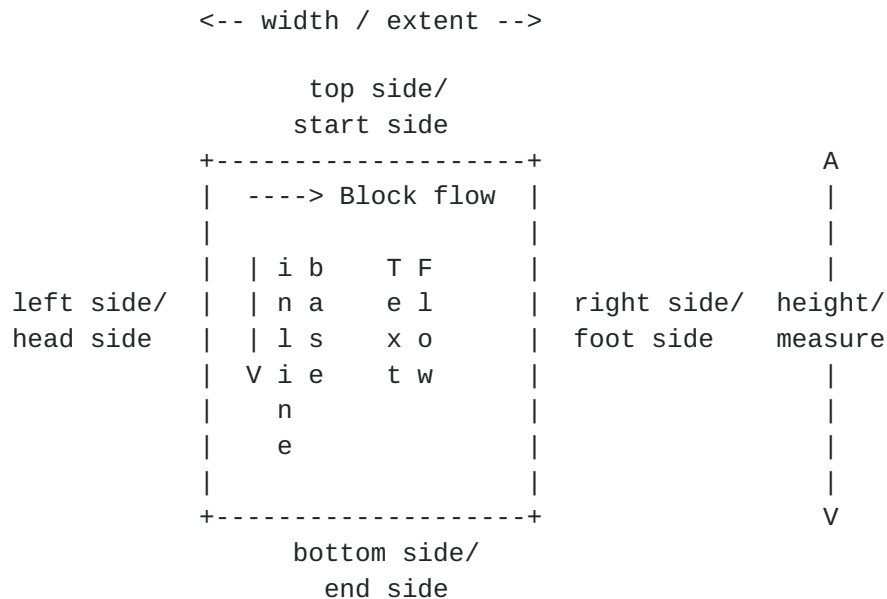 <-- width / extent -->

                   top side/
                  start side
            +--------------------+                  A
            |  ----> Block flow  |                  |
            |                    |                  |
            |  | i b    T F      |                  |
left side/  |  | n a    e l      |  right side/  height/
head side   |  | l s    x o      |  foot side    measure
            |  V i e    t w      |                  |
            |    n               |                  |
            |    e               |                  |
            |                    |                  |
            +--------------------+                  V
                  bottom side/
                    end side